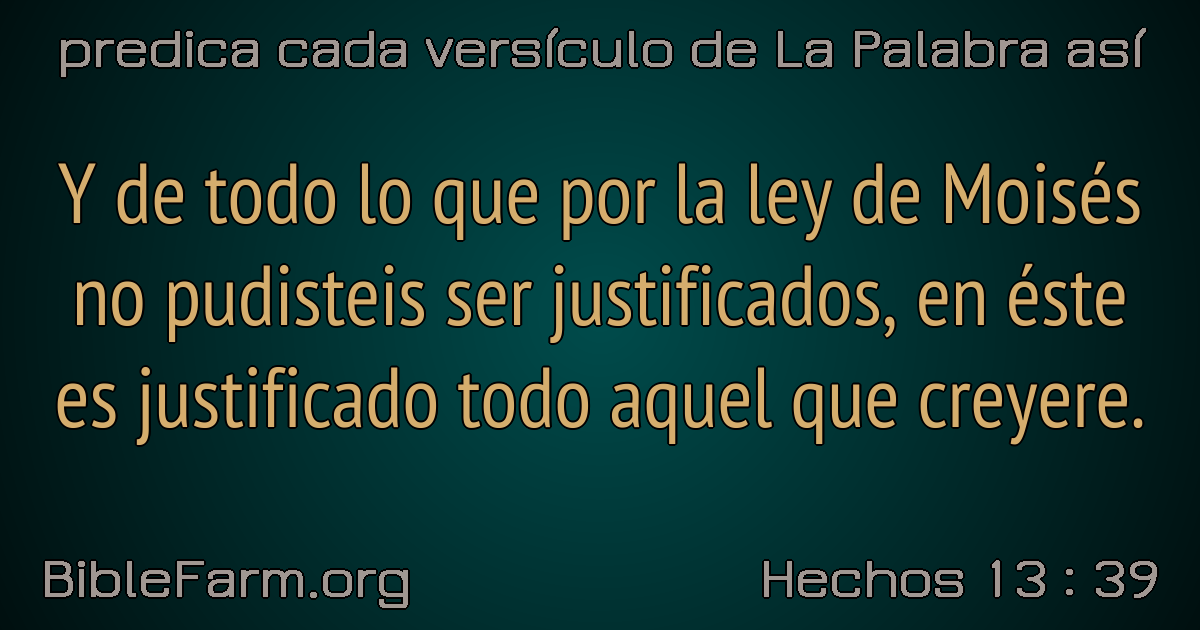 predica cada versículo de La Palabra así
Y de todo lo que por la ley de Moisés
no pudisteis ser justificados, en éste
es justificado todo aquel que creyere.
BibleFarm.org
Hechos 13 : 39